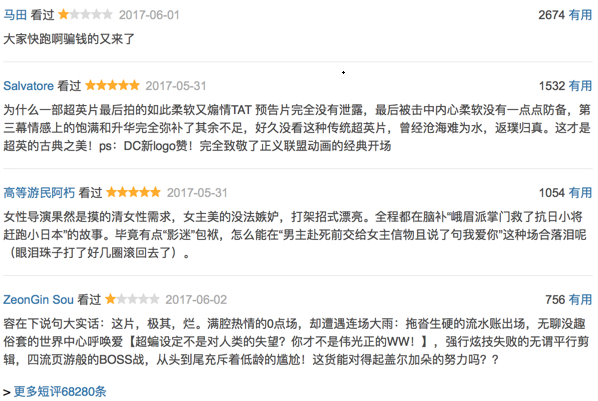 马田 看过 2017-06-01 2674 有用
大家快跑啊骗钱的又来了
Salvatore 看过 2017-05-31 1532 有用
为什么一部超英片最后拍的如此柔软又煽情TAT 预告片完全没有泄露，最后被击中内心柔软没有一点点防备，第
三幕情感上的饱满和升华完全弥补了其余不足，好久没看这种传统超英片，曾经沧海难为水，返璞归真。这才是
超英的古典之美！ps：DC新logo赞！完全致敬了正义联盟动画的经典开场
高等游民阿朽 看过 2017-05-31 1054 有用
女性导演果然是摸的清女性需求，女主美的没法嫉妒，打架招式漂亮。全程都在脑补“峨眉派掌门救了抗日小将
赶跑小日本”的故事。毕竟有点“影迷”包袱，怎么能在“男主赴死前交给女主信物且说了句我爱你”这种场合落泪呢
（眼泪珠子打了好几圈滚回去了）。
ZeonGin Sou 看过 2017-06-02 756 有用
容在下说句大实话：这片，极其，烂。满腔热情的0点场，却遭遇连场大雨：拖沓生硬的流水账出场，无聊没趣
俗套的世界中心呼唤爱【超蝙设定不是对人类的失望？你才不是伟光正的WW！】，强行炫技失败的无谓平行剪
辑，四流页游般的BOSS战，从头到尾充斥着低龄的尴尬！这货能对得起盖尔加朵的努力吗？？
> 更多短评68280条